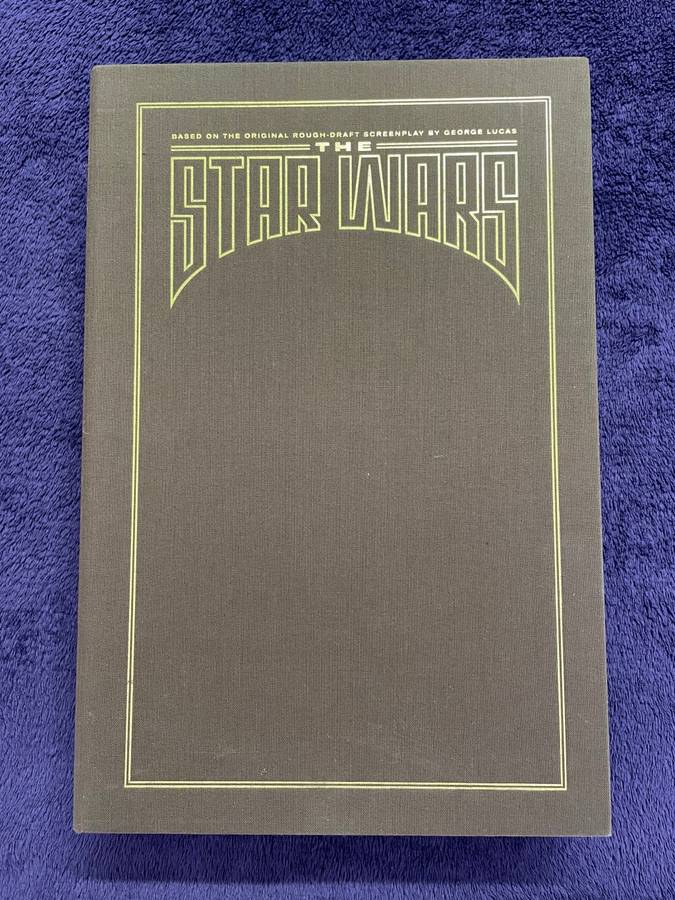 BASED ON THE ORIGINAL ROUGH-DRAFT SCREENPLAY BY GEORGE LUCAS
THE
STAR WARS